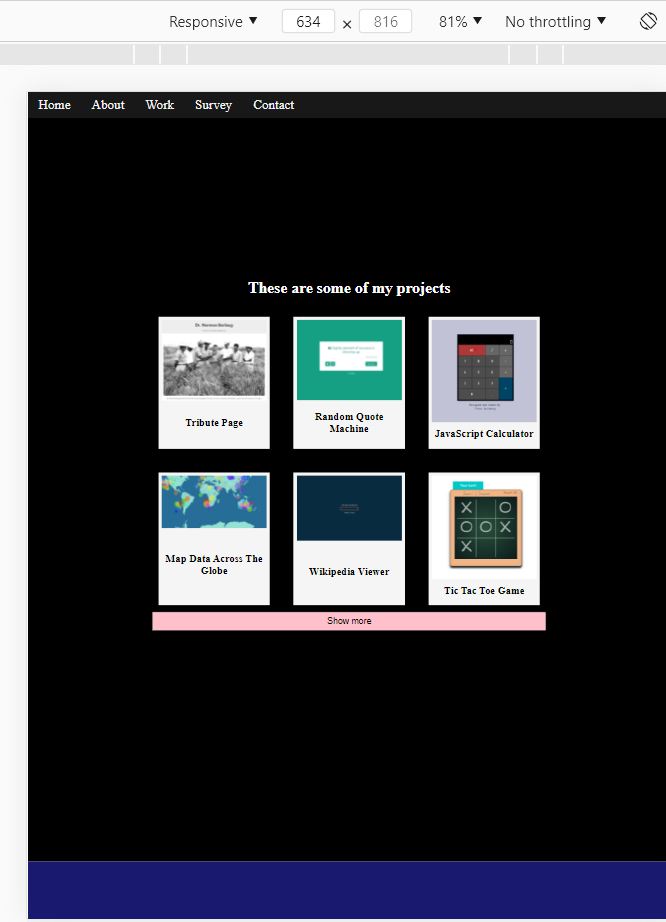 Responsive ▼ 634 × 816 81% ▼ No throttling ▼
Home About Work Survey Contact
These are some of my projects
Dr. Norman Borlaug
Tribute Page
Random Quote
Machine
JavaScript Calculator
Map Data Across The
Globe
Wikipedia Viewer
X O
O O X
X
Tic Tac Toe Game
Show more